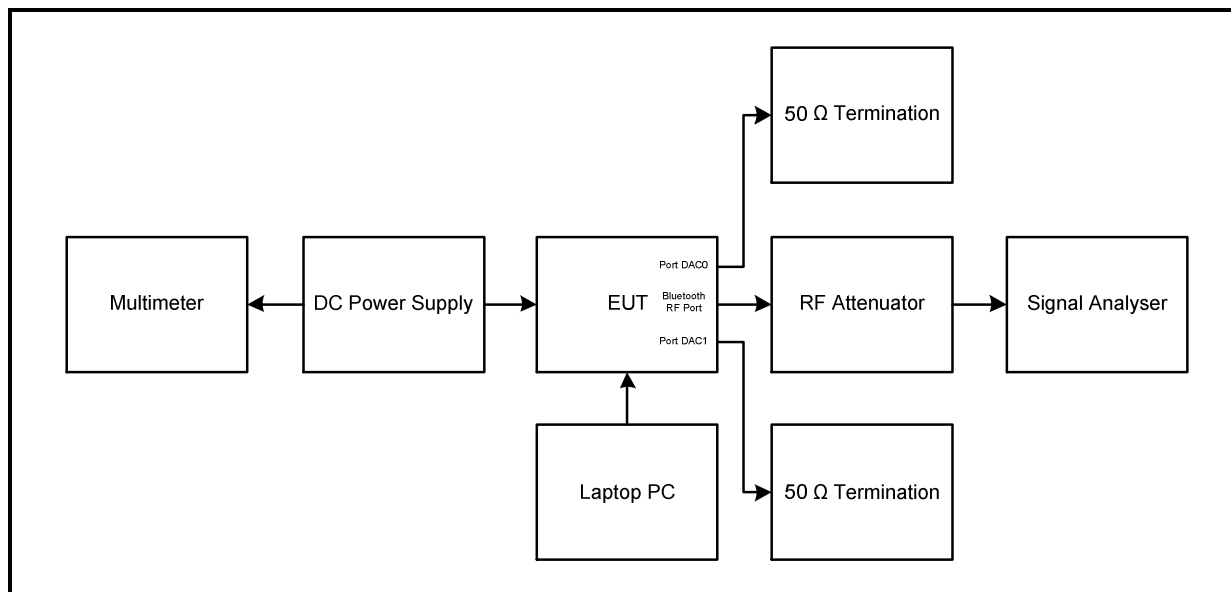 50 Ω Termination
Multimeter
DC Power Supply
EUT
Port DAC0
Bluetooth
RF Port
Port DAC1
RF Attenuator
Signal Analyser
Laptop PC
50 Ω Termination